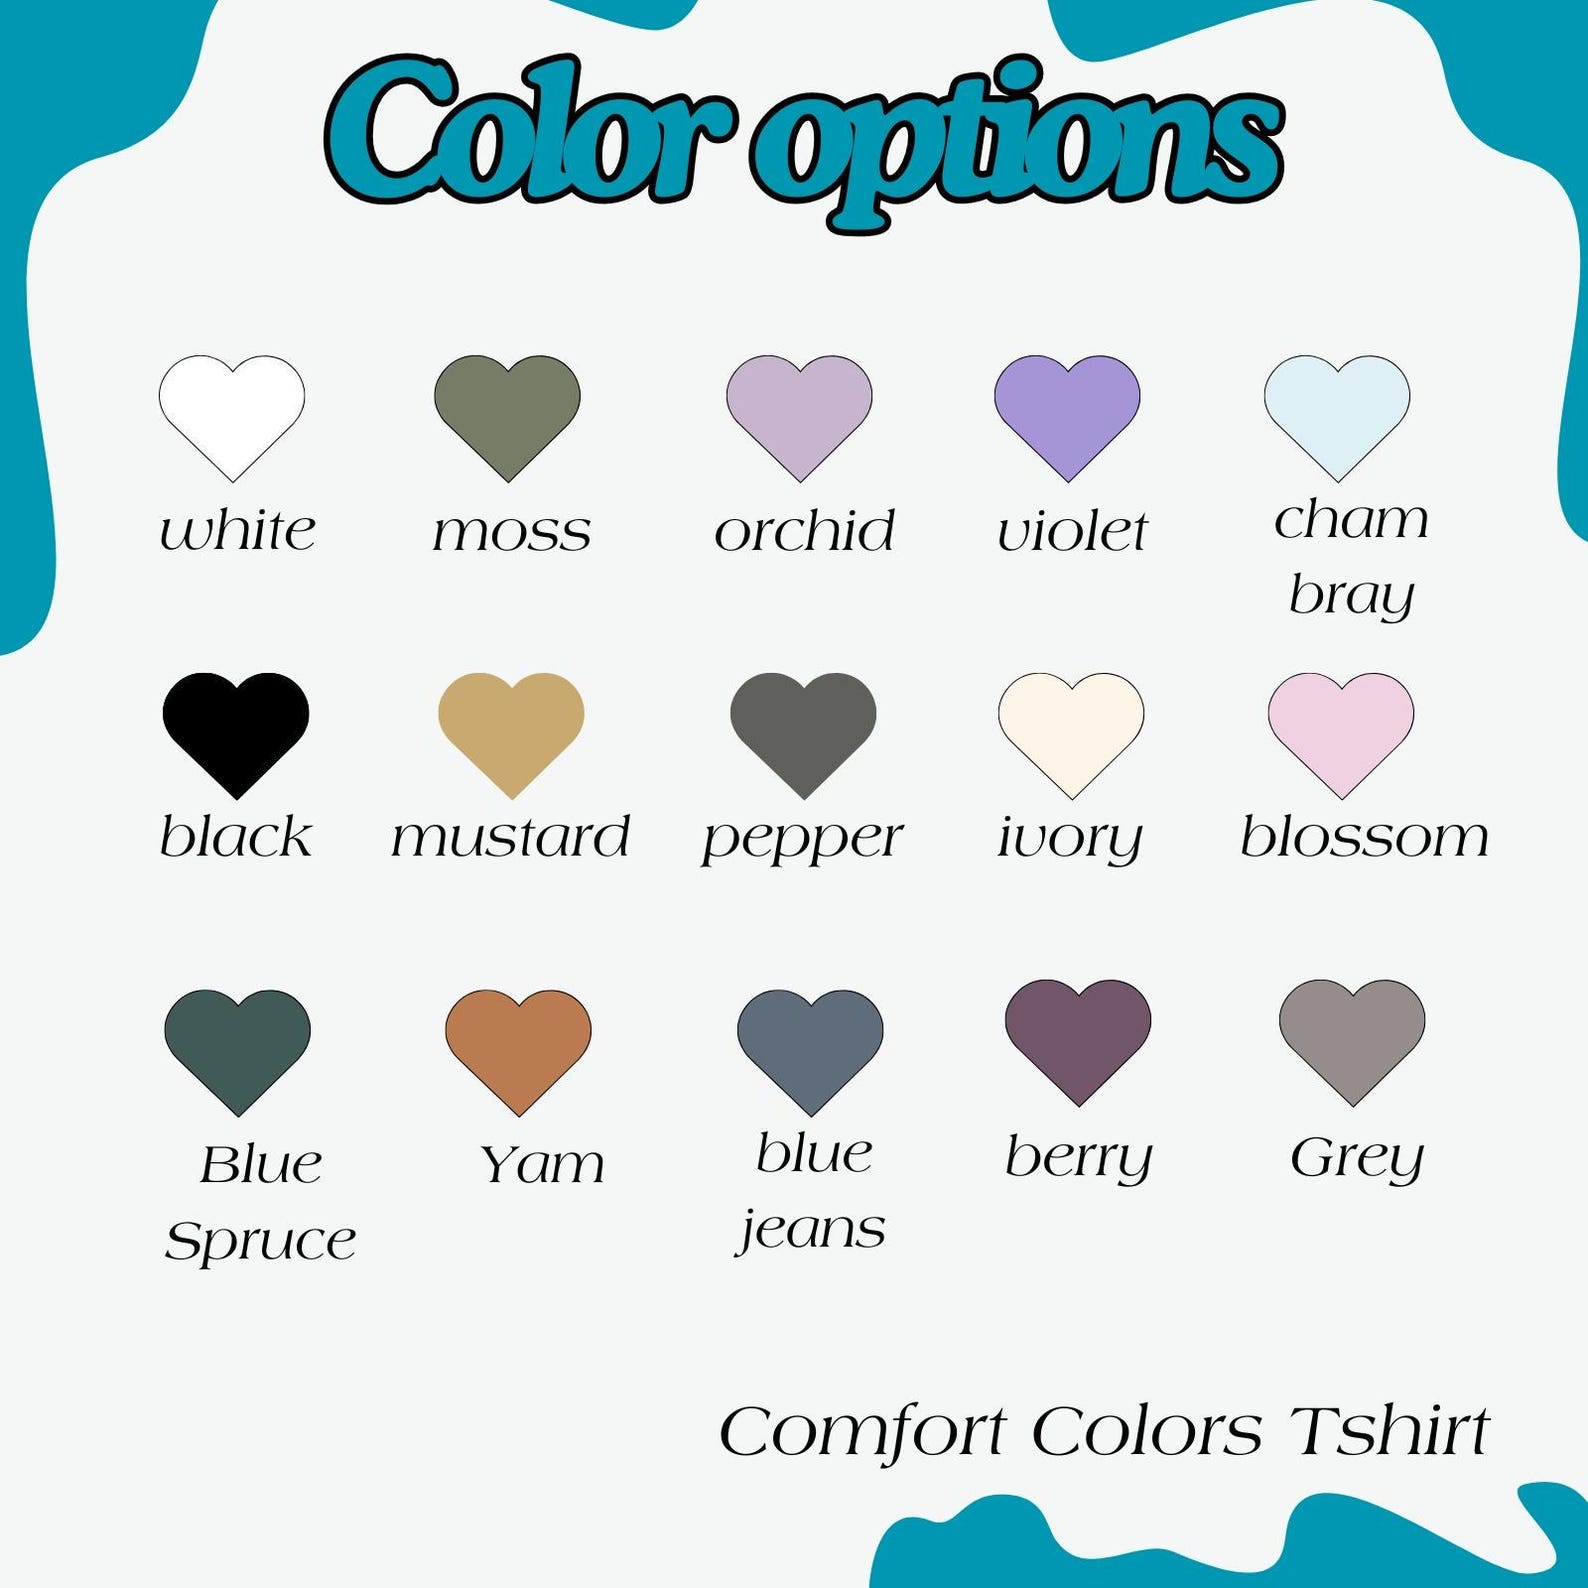 Color options
white
moss
orchid
violet
cham
bray
black
mustard
pepper
ivory
blossom
Blue
Spruce
Yam
blue
jeans
berry
Grey
Comfort Colors Tshirt